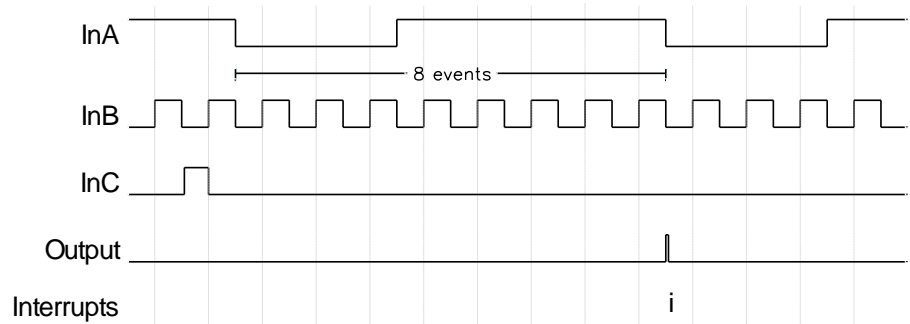 InA
8 events
InB
InC
Output
Interrupts i